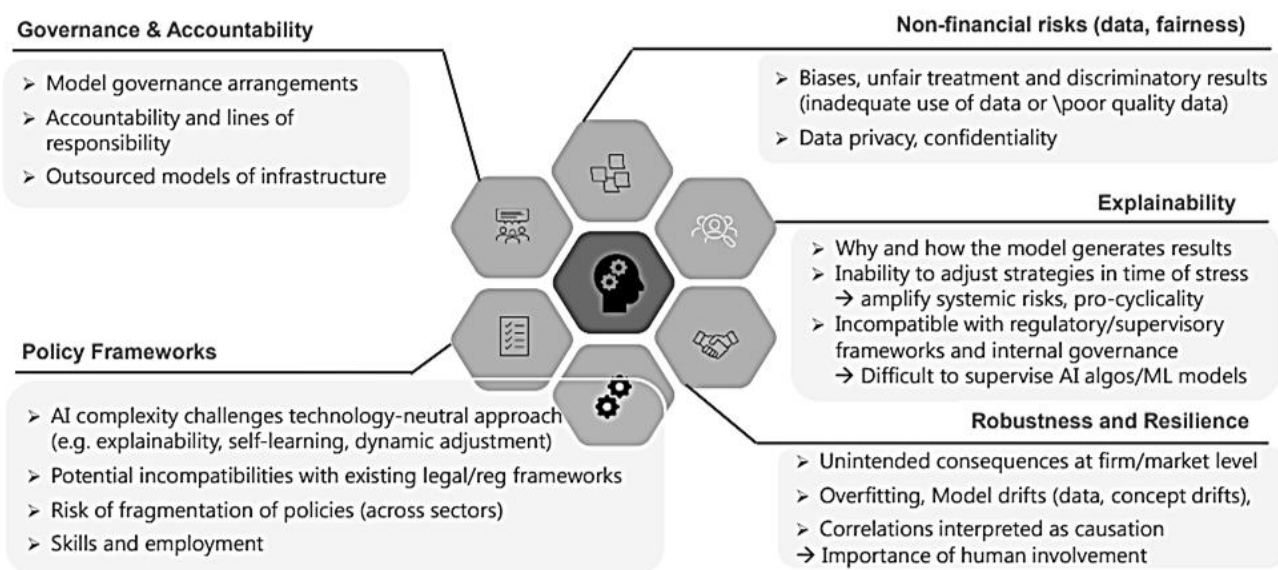 Governance & Accountability
➢ Model governance arrangements
➢ Accountability and lines of
responsibility
➢ Outsourced models of infrastructure
Non-financial risks (data, fairness)
➢ Biases, unfair treatment and discriminatory results
(inadequate use of data or \poor quality data)
➢ Data privacy, confidentiality
Explainability
➢ Why and how the model generates results
➢ Inability to adjust strategies in time of stress
→ amplify systemic risks, pro-cyclicality
➢ Incompatible with regulatory/supervisory
frameworks and internal governance
→ Difficult to supervise AI algos/ML models
Policy Frameworks
➢ AI complexity challenges technology-neutral approach
(e.g. explainability, self-learning, dynamic adjustment)
➢ Potential incompatibilities with existing legal/reg frameworks
➢ Risk of fragmentation of policies (across sectors)
➢ Skills and employment
Robustness and Resilience
➢ Unintended consequences at firm/market level
➢ Overfitting, Model drifts (data, concept drifts),
➢ Correlations interpreted as causation
→ Importance of human involvement